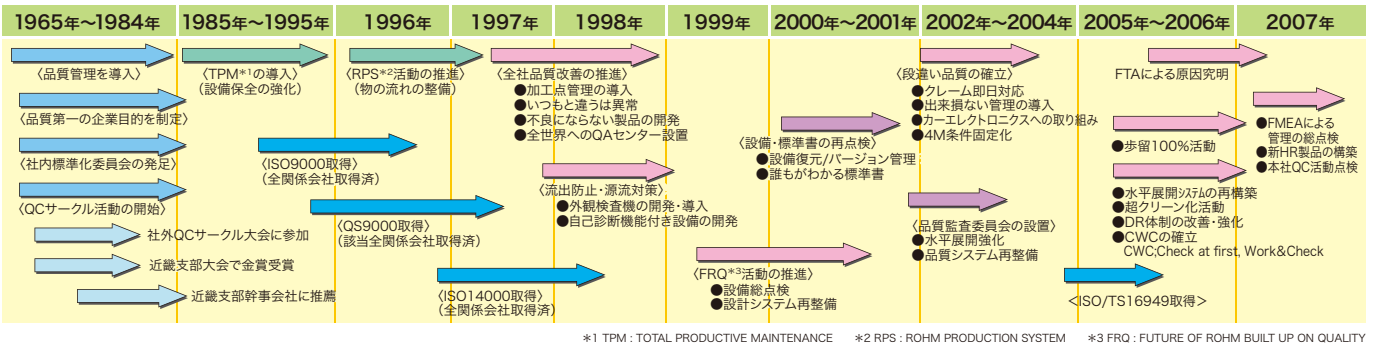 1965年～1984年
1985年～1995年
1996年
1997年
1998年
1999年
2000年～2001年
2002年～2004年
2005年～2006年
2007年
〈品質管理を導入〉
〈品質第一の企業目的を制定〉
〈社内標準化委員会の発足〉
〈QCサークル活動の開始〉
社外QCサークル大会に参加
近畿支部大会で金賞受賞
近畿支部幹事会社に推薦
〈TPM*1の導入〉
（設備保全の強化）
〈ISO9000取得〉
（全関係会社取得済）
〈RPS*2活動の推進〉
（物の流れの整備）
〈QS9000取得〉
（該当全関係会社取得済）
〈ISO14000取得〉
（全関係会社取得済）
〈全社品質改善の推進〉
●加工点管理の導入
●いつもと違うは異常
●不良にならない製品の開発
●全世界へのQAセンター設置
〈流出防止・源流対策〉
●外観検査機の開発・導入
●自己診断機能付き設備の開発
〈FRQ*3活動の推進〉
●設備総点検
●設計システム再整備
〈設備・標準書の再点検〉
●設備復元/バージョン管理
●誰もがわかる標準書
〈段違い品質の確立〉
●クレーム即日対応
●出来損ない管理の導入
●カーエレクトロニクスへの取り組み
●4M条件固定化
〈品質監査委員会の設置〉
●水平展開強化
●品質システム再整備
FTAによる原因究明
●歩留100%活動
●水平展開システムの再構築
●超クリーン化活動
●DR体制の改善・強化
●CWCの確立
CWC;Check at first, Work&Check
＜ISO/TS16949取得＞
●FMEAによる
管理の総点検
●新HR製品の構築
●本社QC活動点検
*1 TPM : TOTAL PRODUCTIVE MAINTENANCE
*2 RPS : ROHM PRODUCTION SYSTEM
*3 FRQ : FUTURE OF ROHM BUILT UP ON QUALITY